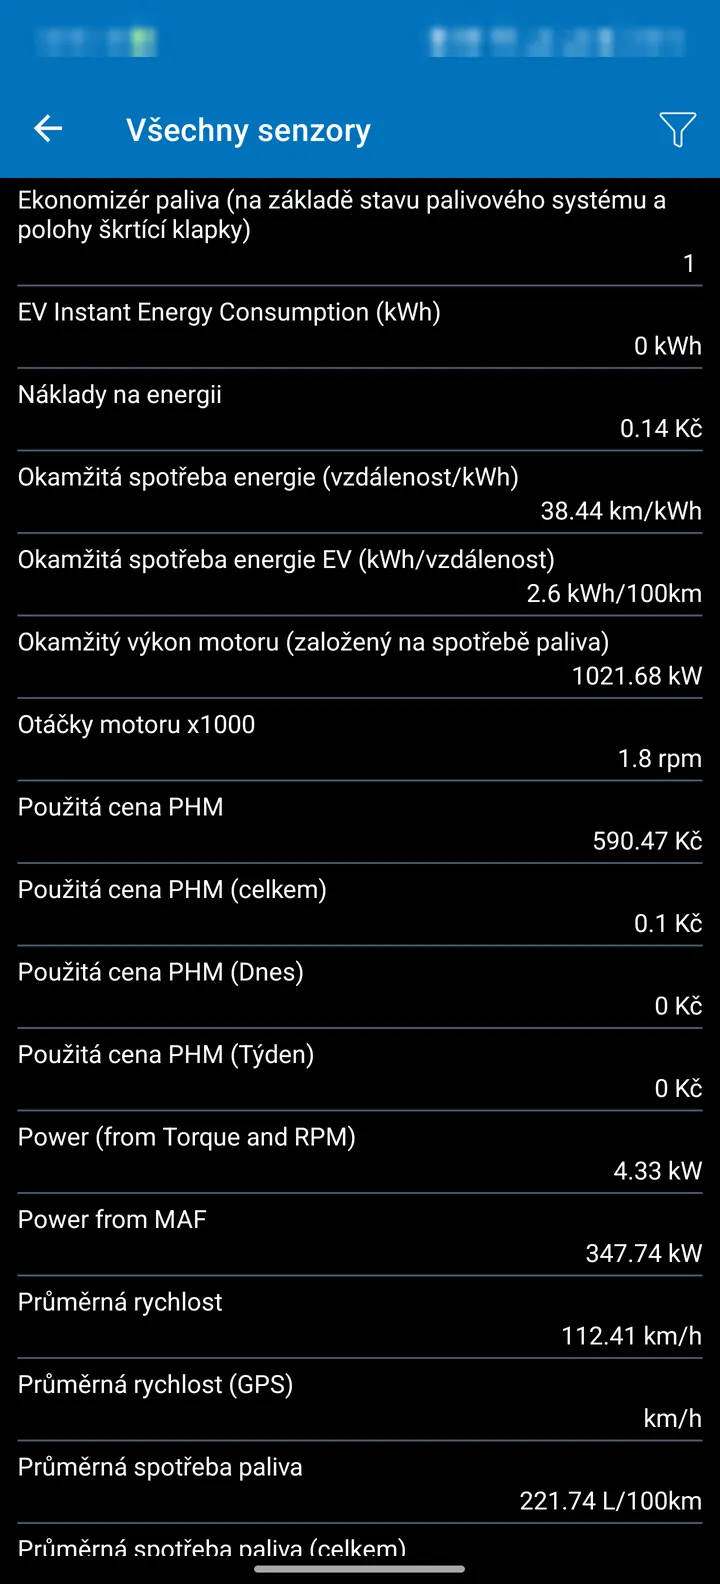 Všechny senzory
Ekonomizér paliva (na základě stavu palivového systému a
polohy škrtící klapky)
1
EV Instant Energy Consumption (kWh)
0 kWh
Náklady na energii
0.14 Kč
Okamžitá spotřeba energie (vzdálenost/kWh)
38.44 km/kWh
Okamžitá spotřeba energie EV (kWh/vzdálenost)
2.6 kWh/100km
Okamžitý výkon motoru (založený na spotřebě paliva)
1021.68 kW
Otáčky motoru x1000
1.8 rpm
Použitá cena PHM
590.47 Kč
Použitá cena PHM (celkem)
0.1 Kč
Použitá cena PHM (Dnes)
0 Kč
Použitá cena PHM (Týden)
0 Kč
Power (from Torque and RPM)
4.33 kW
Power from MAF
347.74 kW
Průměrná rychlost
112.41 km/h
Průměrná rychlost (GPS)
km/h
Průměrná spotřeba paliva
221.74 L/100km
Průměrná spotřeba paliva (celkem)